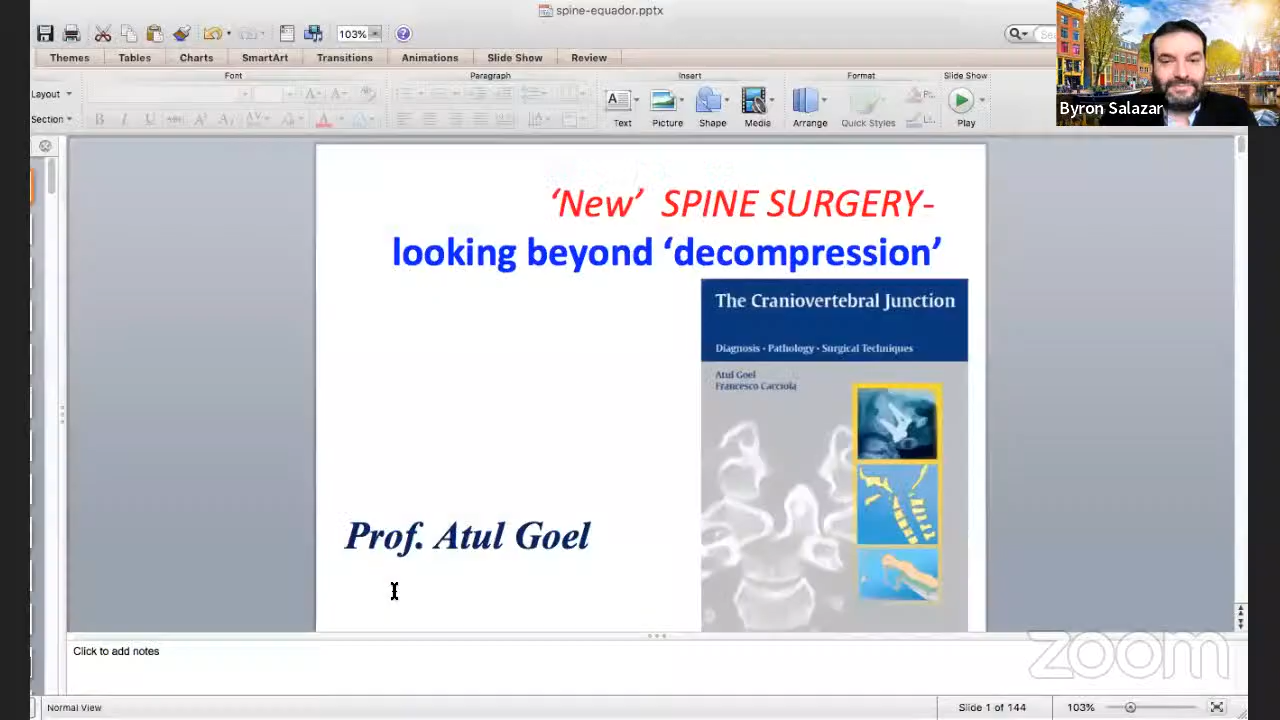 spine-equador.pptx
103%
Themes Tables Charts SmartArt Transitions Animations Slide Show Review
Font Paragraph Insert Format Slide Show
Layout
Section
Text Picture Shape Media Arrange Quick Styles Play
Byron Salazar
‘New’ SPINE SURGERY-
looking beyond ‘decompression’
The Craniovertebral Junction
Diagnosis • Pathology • Surgical Techniques
Atul Goel
Francesco Cacciola
Prof. Atul Goel
Click to add notes
zoom
Normal View
Slide 1 of 144
103%